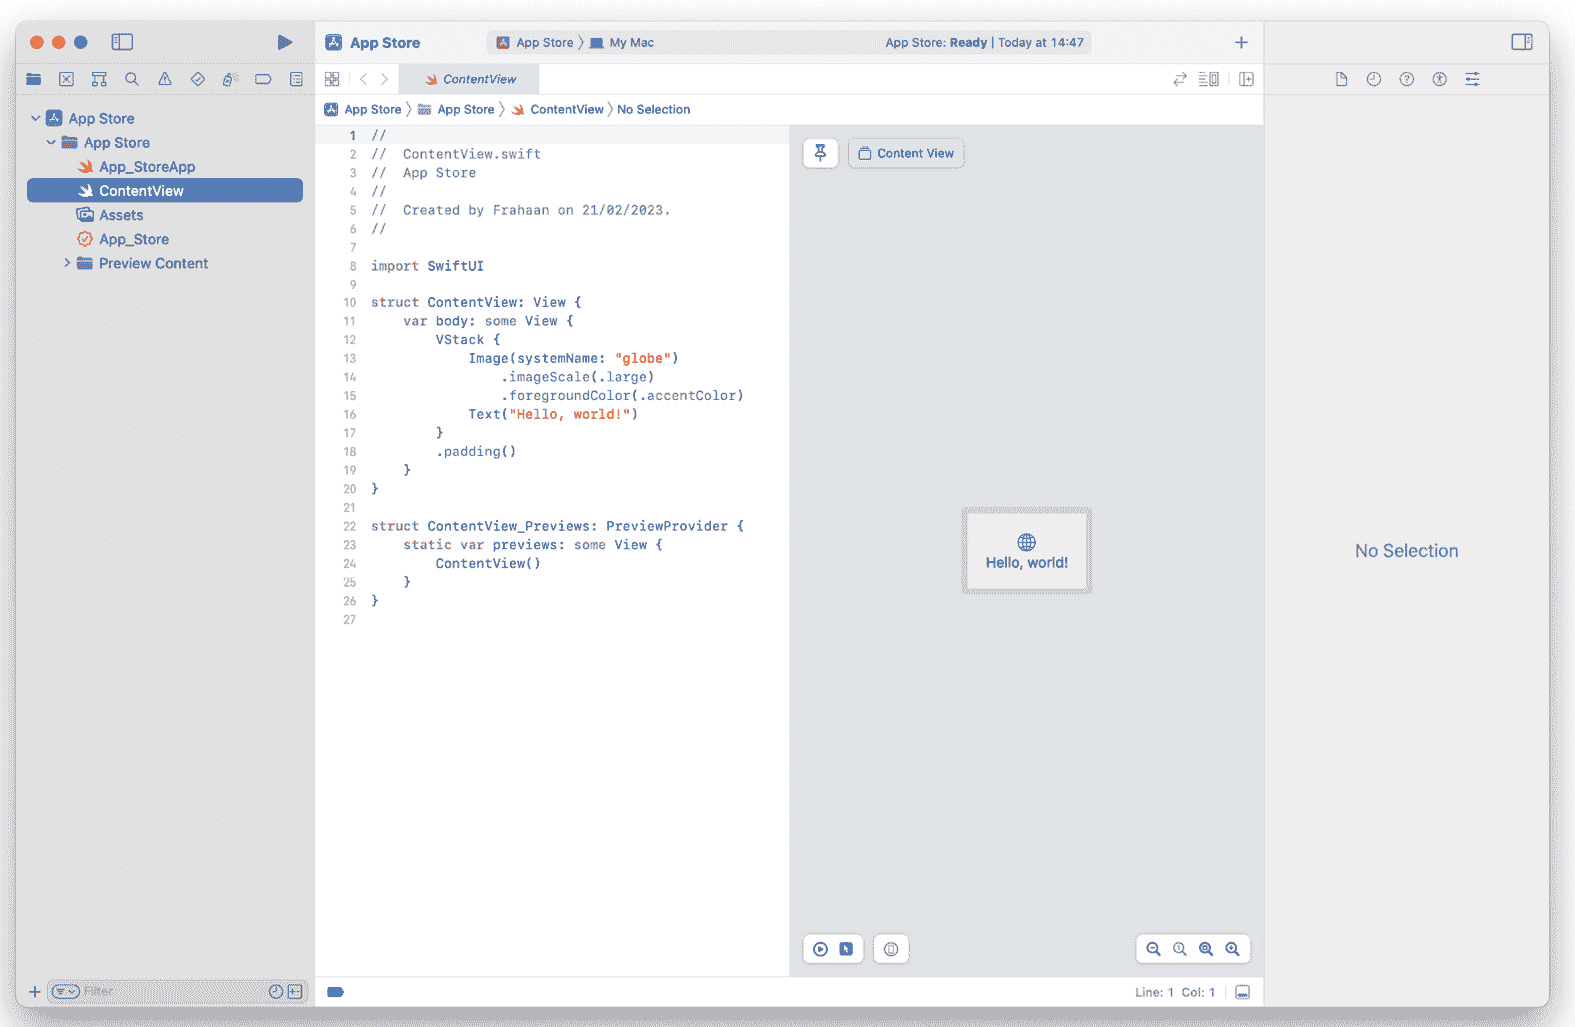 App Store
App Store 〉 My Mac
App Store: Ready | Today at 14:47
ContentView
App Store 〉 App Store 〉 ContentView 〉 No Selection
App Store
App Store
App_StoreApp
ContentView
Assets
App_Store
Preview Content
1 //
2 //  ContentView.swift
3 //  App Store
4 //
5 //  Created by Frahaan on 21/02/2023.
6 //
7
8 import SwiftUI
9
10 struct ContentView: View {
11     var body: some View {
12         VStack {
13             Image(systemName: "globe")
14                 .imageScale(.large)
15                 .foregroundColor(.accentColor)
16             Text("Hello, world!")
17         }
18         .padding()
19     }
20 }
21
22 struct ContentView_Previews: PreviewProvider {
23     static var previews: some View {
24         ContentView()
25     }
26 }
27
Content View
Hello, world!
No Selection
Filter
Line: 1 Col: 1